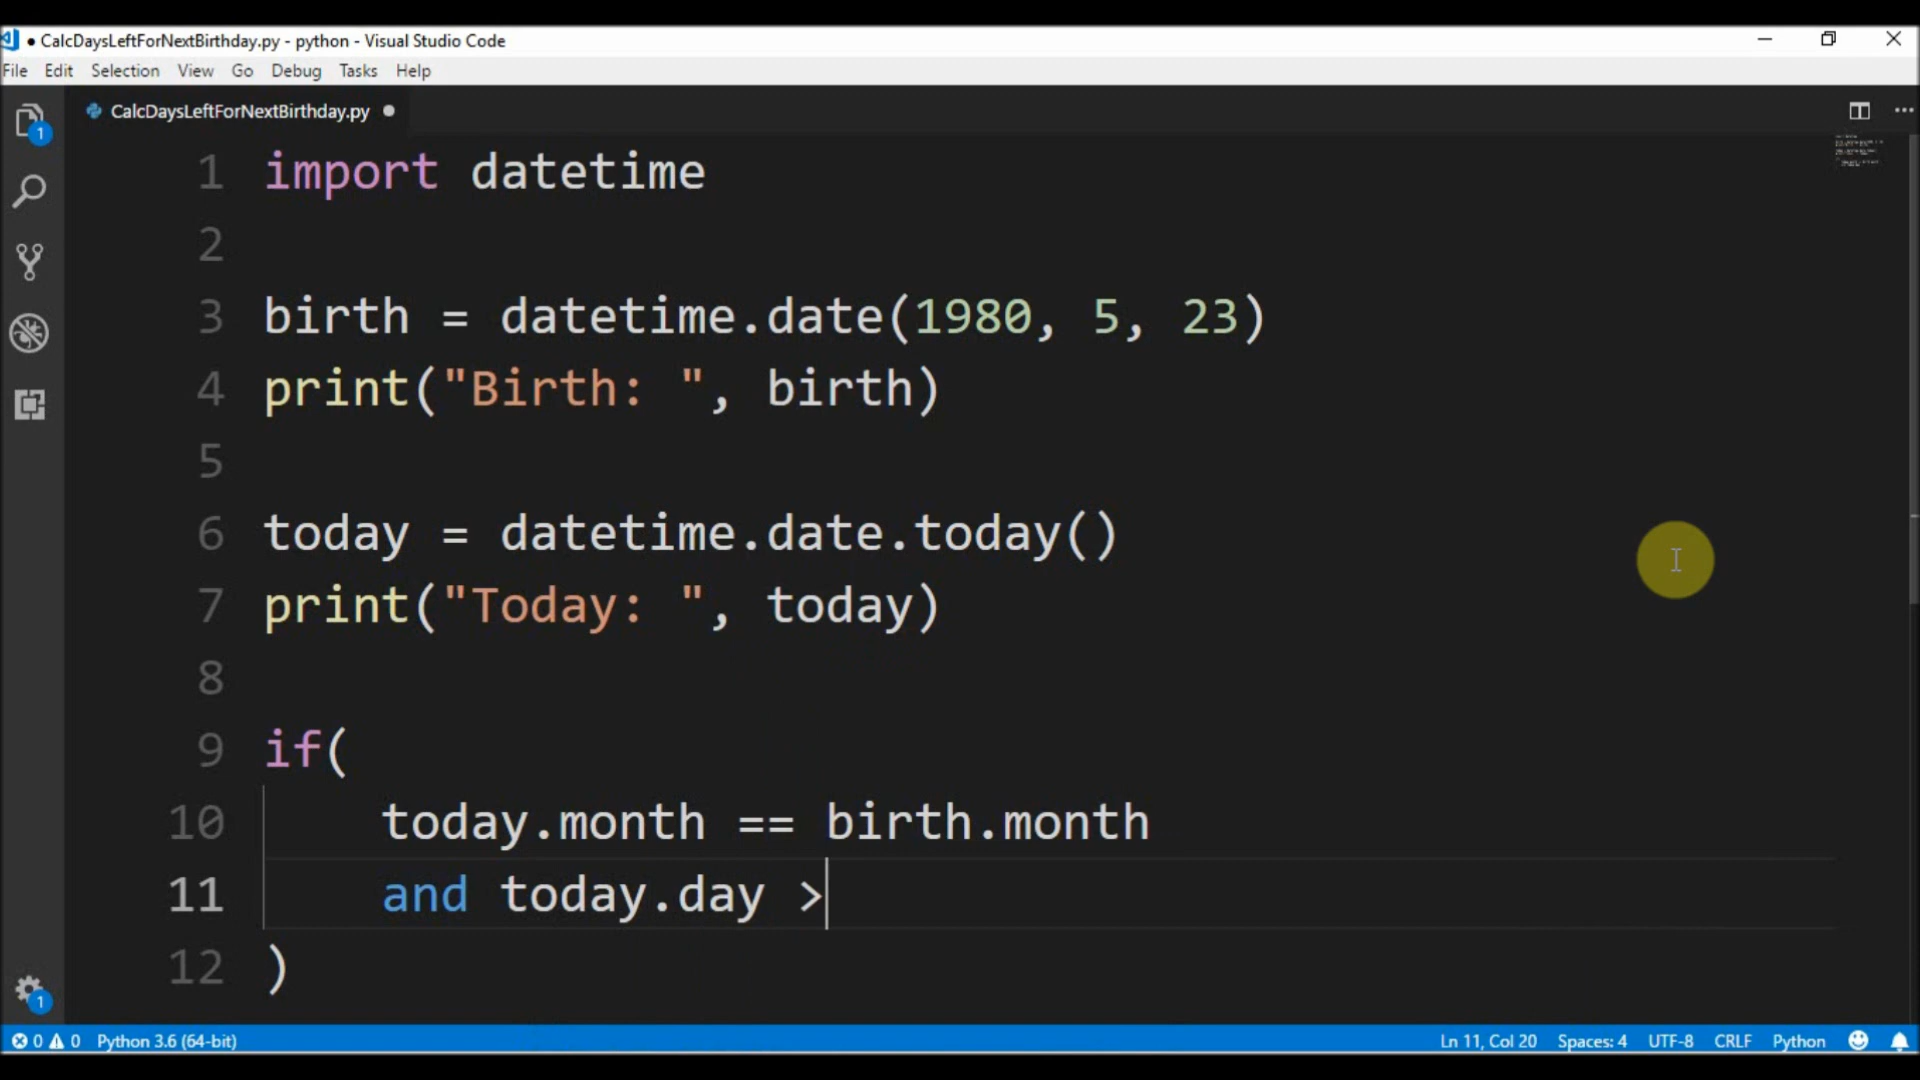 ● CalcDaysLeftForNextBirthday.py - python - Visual Studio Code
File Edit Selection View Go Debug Tasks Help
CalcDaysLeftForNextBirthday.py ●
1 import datetime
2
3 birth = datetime.date(1980, 5, 23)
4 print("Birth: ", birth)
5
6 today = datetime.date.today()
7 print("Today: ", today)
8
9 if(
10 today.month == birth.month
11 and today.day >
12 )
1
1
0 0 Python 3.6 (64-bit) Ln 11, Col 20 Spaces: 4 UTF-8 CRLF Python